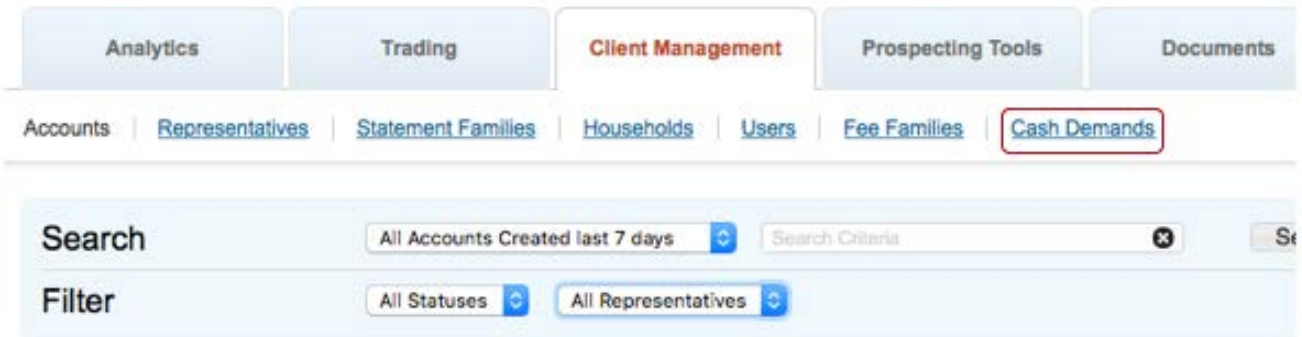 Analytics Trading Client Management Prospecting Tools Documents
Accounts Representatives Statement Families Households Users Fee Families Cash Demands
Search All Accounts Created last 7 days Search Criteria
Filter All Statuses All Representatives